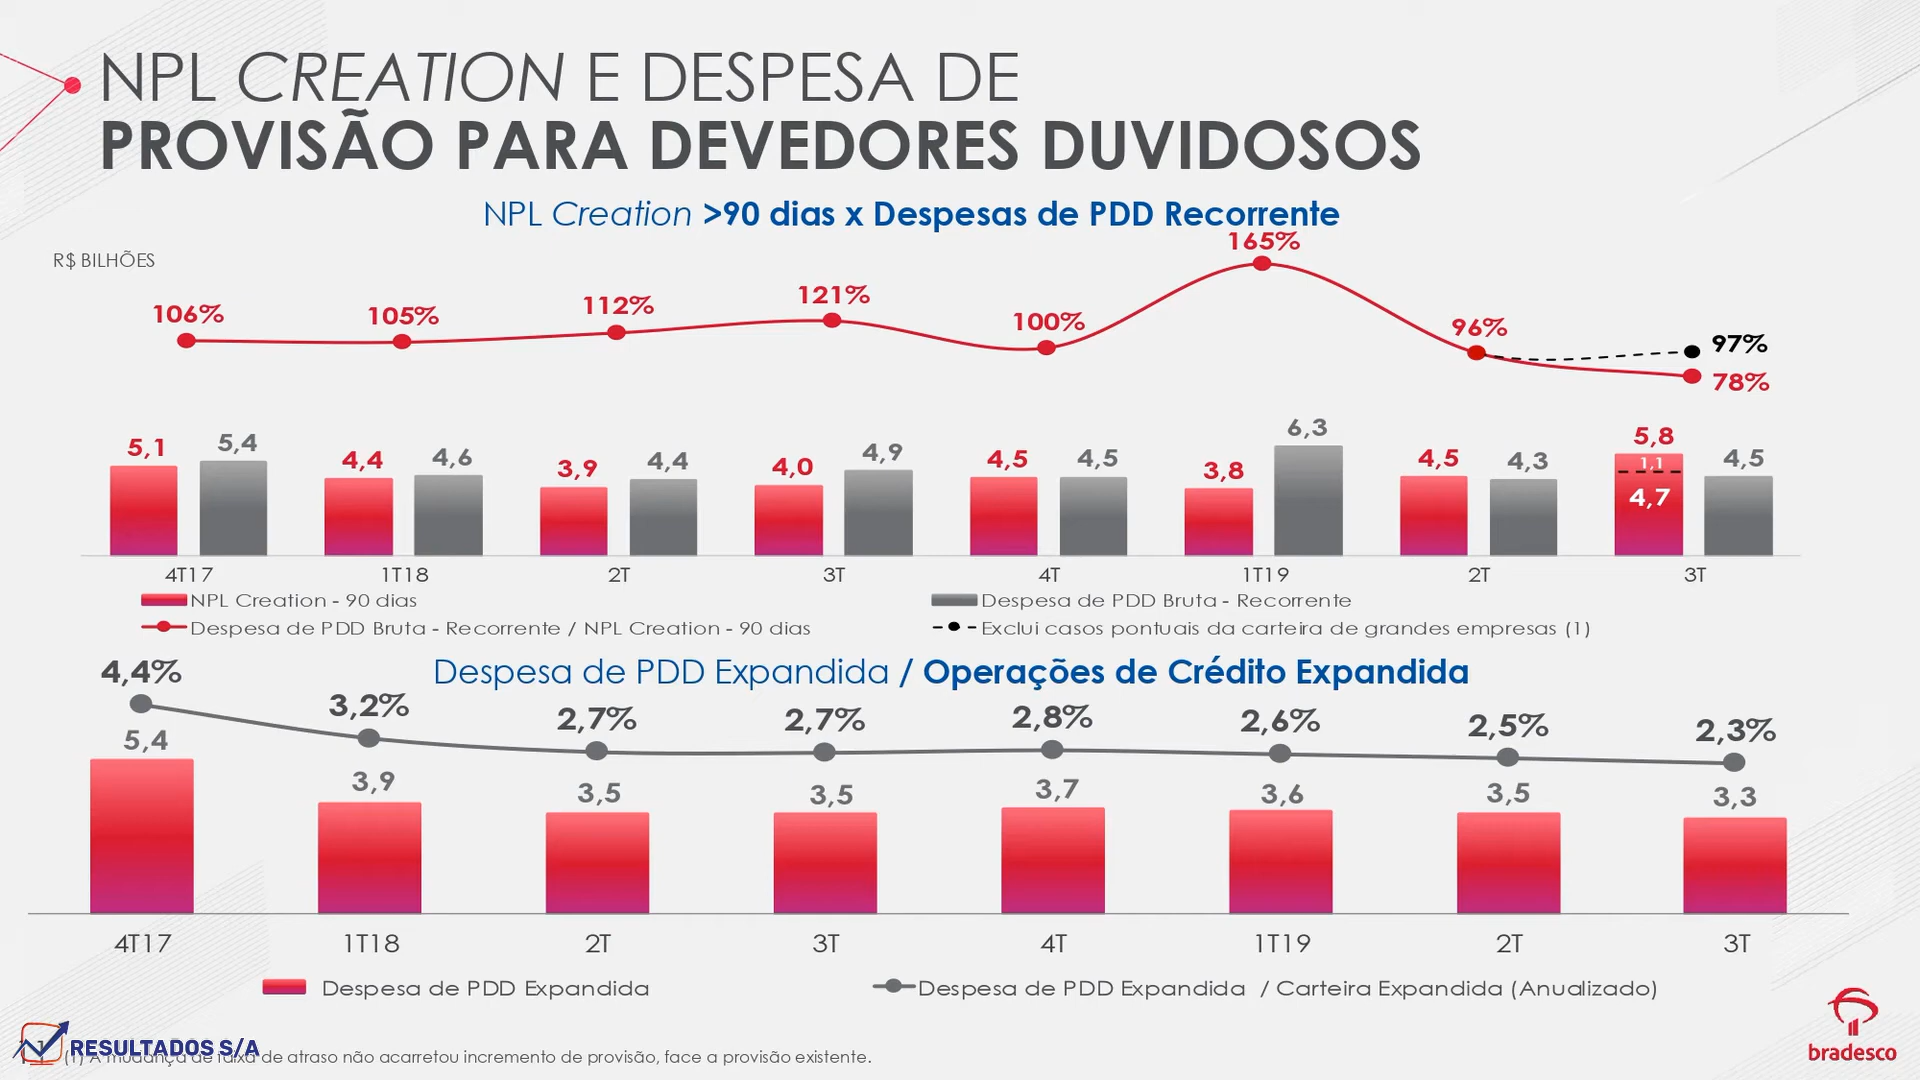 NPL CREATION E DESPESA DE
PROVISÃO PARA DEVEDORES DUVIDOSOS
NPL Creation >90 dias x Despesas de PDD Recorrente
R$ BILHÕES
106% 105% 112% 121% 100% 165% 96% 97%
78%
5,1 5,4 4,4 4,6 3,9 4,4 4,0 4,9 4,5 4,5 3,8 6,3 4,5 4,3 5,8 4,5
1,1
4,7
4T17 1T18 2T 3T 4T 1T19 2T 3T
NPL Creation - 90 dias Despesa de PDD Bruta - Recorrente
Despesa de PDD Bruta - Recorrente / NPL Creation - 90 dias Exclui casos pontuais da carteira de grandes empresas (1)
Despesa de PDD Expandida / Operações de Crédito Expandida
4,4% 3,2% 2,7% 2,7% 2,8% 2,6% 2,5% 2,3%
5,4 3,9 3,5 3,5 3,7 3,6 3,5 3,3
4T17 1T18 2T 3T 4T 1T19 2T 3T
Despesa de PDD Expandida Despesa de PDD Expandida / Carteira Expandida (Anualizado)
RESULTADOS S/A
(1) A mudança de faixa de atraso não acarretou incremento de provisão, face a provisão existente.
bradesco